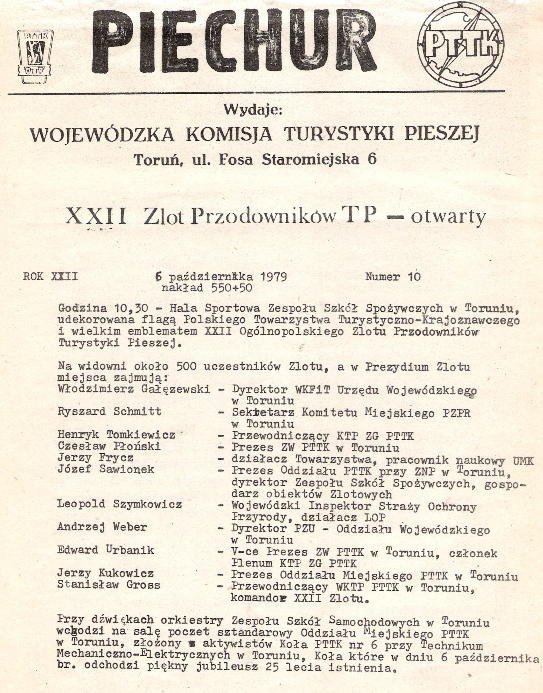 PIECHUR
PTTK
Wydaje:
WOJEWÓDZKA KOMISJA TURYSTYKI PIESZEJ
Toruń, ul. Fosa Staromiejska 6
XXII Zlot Przodowników TP — otwarty
ROK XXII 6 października 1979 Numer 10
nakład 550+50
Godzina 10,30 - Hala Sportowa Zespołu Szkół Spożywczych w Toruniu,
udekorowana flagą Polskiego Towarzystwa Turystyczno-Krajoznawczego
i wielkim emblematem XXII Ogólnopolskiego Zlotu Przodowników
Turystyki Pieszej.
Na widowni około 500 uczestników Zlotu, a w Prezydium Zlotu
miejsca zajmują:
Włodzimierz Gałęzewski - Dyrektor WKFiT Urzędu Wojewódzkiego
w Toruniu
Ryszard Schmitt - Sekretarz Komitetu Miejskiego PZPR
w Toruniu
Henryk Tomkiewicz - Przewodniczący KTP ZG PTTK
Czesław Płoński - Prezes ZW PTTK w Toruniu
Jerzy Frycz - działacz Towarzystwa, pracownik naukowy UMK
Józef Sawionek - Prezes Oddziału PTTK przy ZNP w Toruniu,
dyrektor Zespołu Szkół Spożywczych, gospo-
darz obiektów Zlotowych
Leopold Szymkowicz - Wojewódzki Inspektor Straży Ochrony
Przyrody, działacz LOP
Andrzej Weber - Dyrektor PZU - Oddziału Wojewódzkiego
w Toruniu
Edward Urbanik - V-ce Prezes ZW PTTK w Toruniu, członek
Plenum KTP ZG PTTK
Jerzy Kukowicz - Prezes Oddziału Miejskiego PTTK w Toruniu
Stanisław Gross - Przewodniczący WKTP PTTK w Toruniu,
komandor XXII Zlotu.
Przy dźwiękach orkiestry Zespołu Szkół Samochodowych w Toruniu
wchodzi na salę poczet sztandarowy Oddziału Miejskiego PTTK
w Toruniu, złożony z aktywistów Koła PTTK nr 6 przy Technikum
Mechaniczno-Elektrycznych w Toruniu, Koła które w dniu 6 października
br. odchodzi piękny jubileusz 25 lecia istnienia.